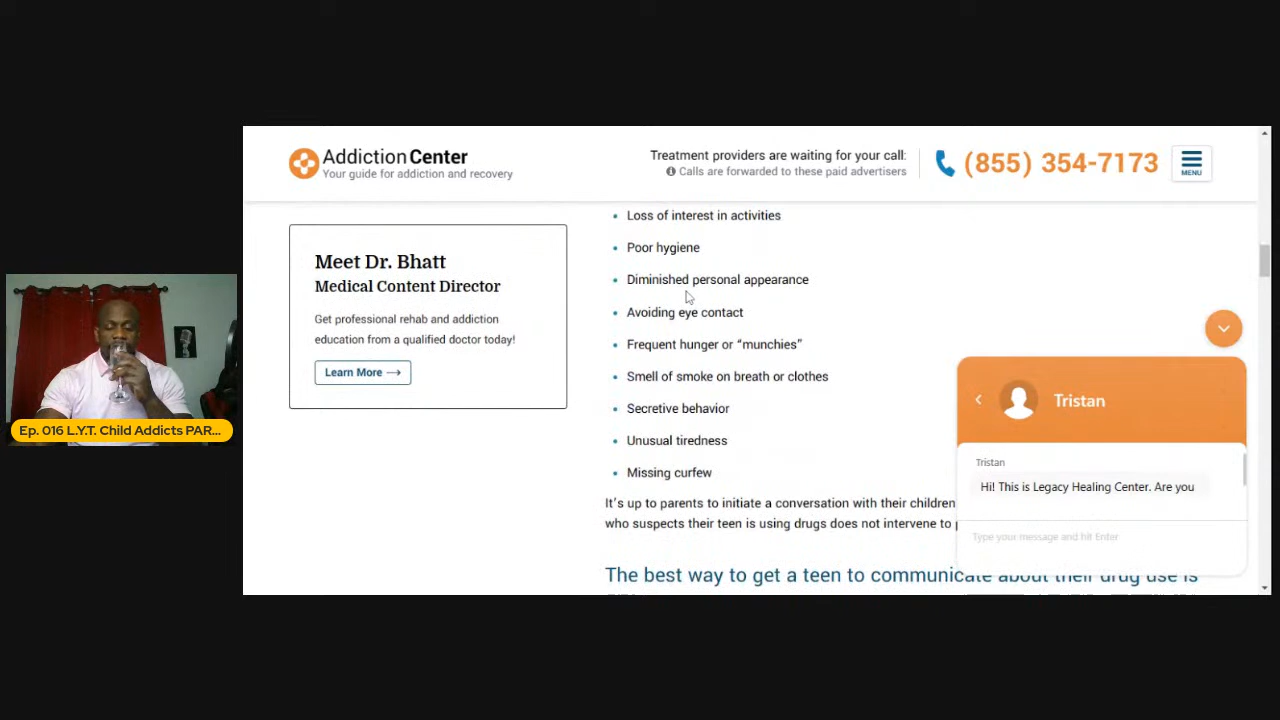 Addiction Center
Your guide for addiction and recovery
Treatment providers are waiting for your call:
Calls are forwarded to these paid advertisers
(855) 354-7173
MENU
Meet Dr. Bhatt
Medical Content Director
Get professional rehab and addiction
education from a qualified doctor today!
Learn More →
• Loss of interest in activities
• Poor hygiene
• Diminished personal appearance
• Avoiding eye contact
• Frequent hunger or “munchies”
• Smell of smoke on breath or clothes
• Secretive behavior
• Unusual tiredness
• Missing curfew
It’s up to parents to initiate a conversation with their children
who suspects their teen is using drugs does not intervene to
The best way to get a teen to communicate about their drug use is
Tristan
Tristan
Hi! This is Legacy Healing Center. Are you
Type your message and hit Enter
Ep. 016 L.Y.T. Child Addicts PAR...